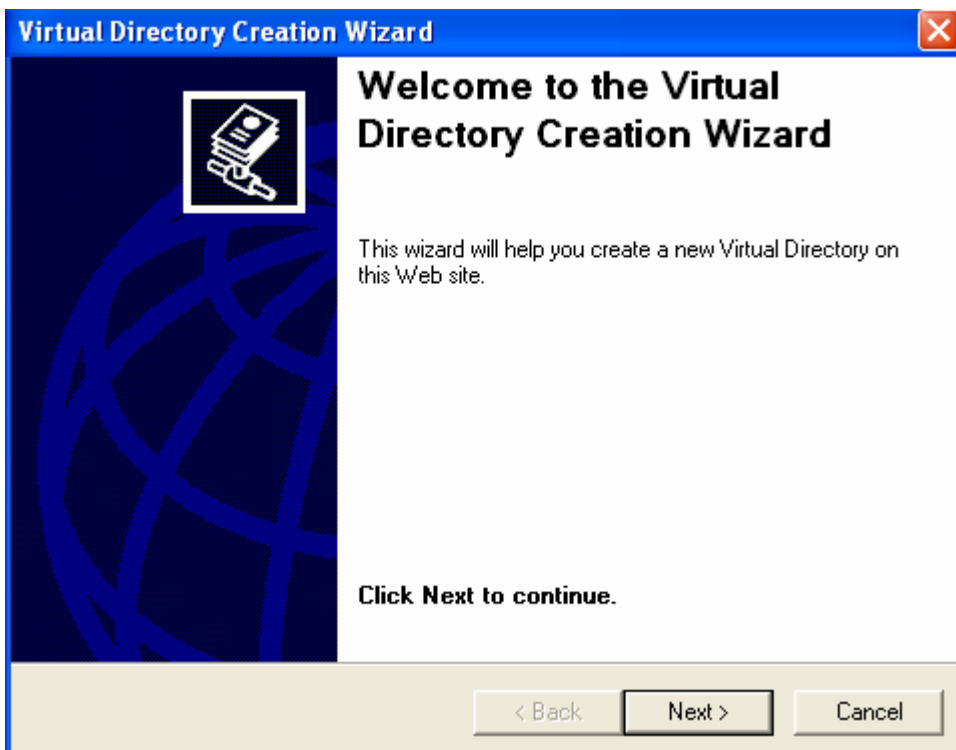 Virtual Directory Creation Wizard
Welcome to the Virtual
Directory Creation Wizard
This wizard will help you create a new Virtual Directory on
this Web site.
Click Next to continue.
< Back Next > Cancel